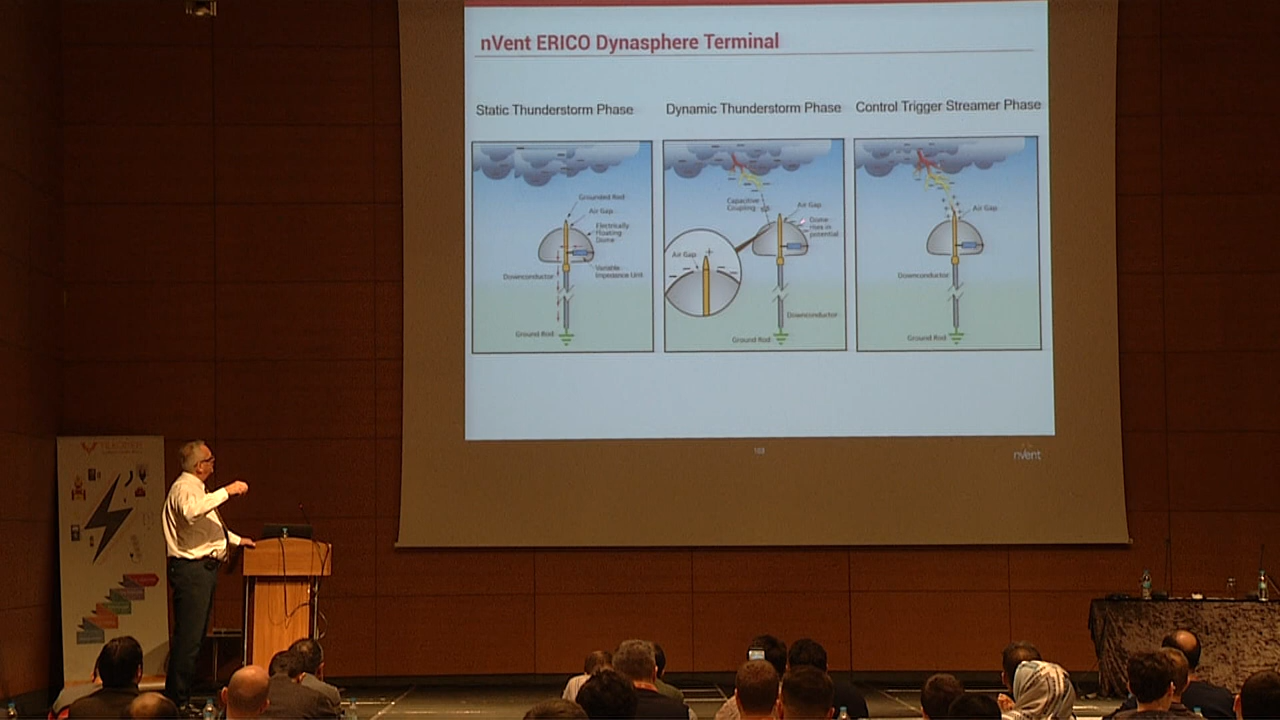 nVent ERICO Dynasphere Terminal
Static Thunderstorm Phase
Dynamic Thunderstorm Phase
Control Trigger Streamer Phase
Grounded Rod
Air Gap
Electrically
Floating
Dome
Variable
Impedance Unit
Downconductor
Ground Rod
Capacitive
Coupling
Air Gap
Dome
rises in
potential
Air Gap
Downconductor
Ground Rod
Air Gap
Downconductor
Ground Rod
nVent